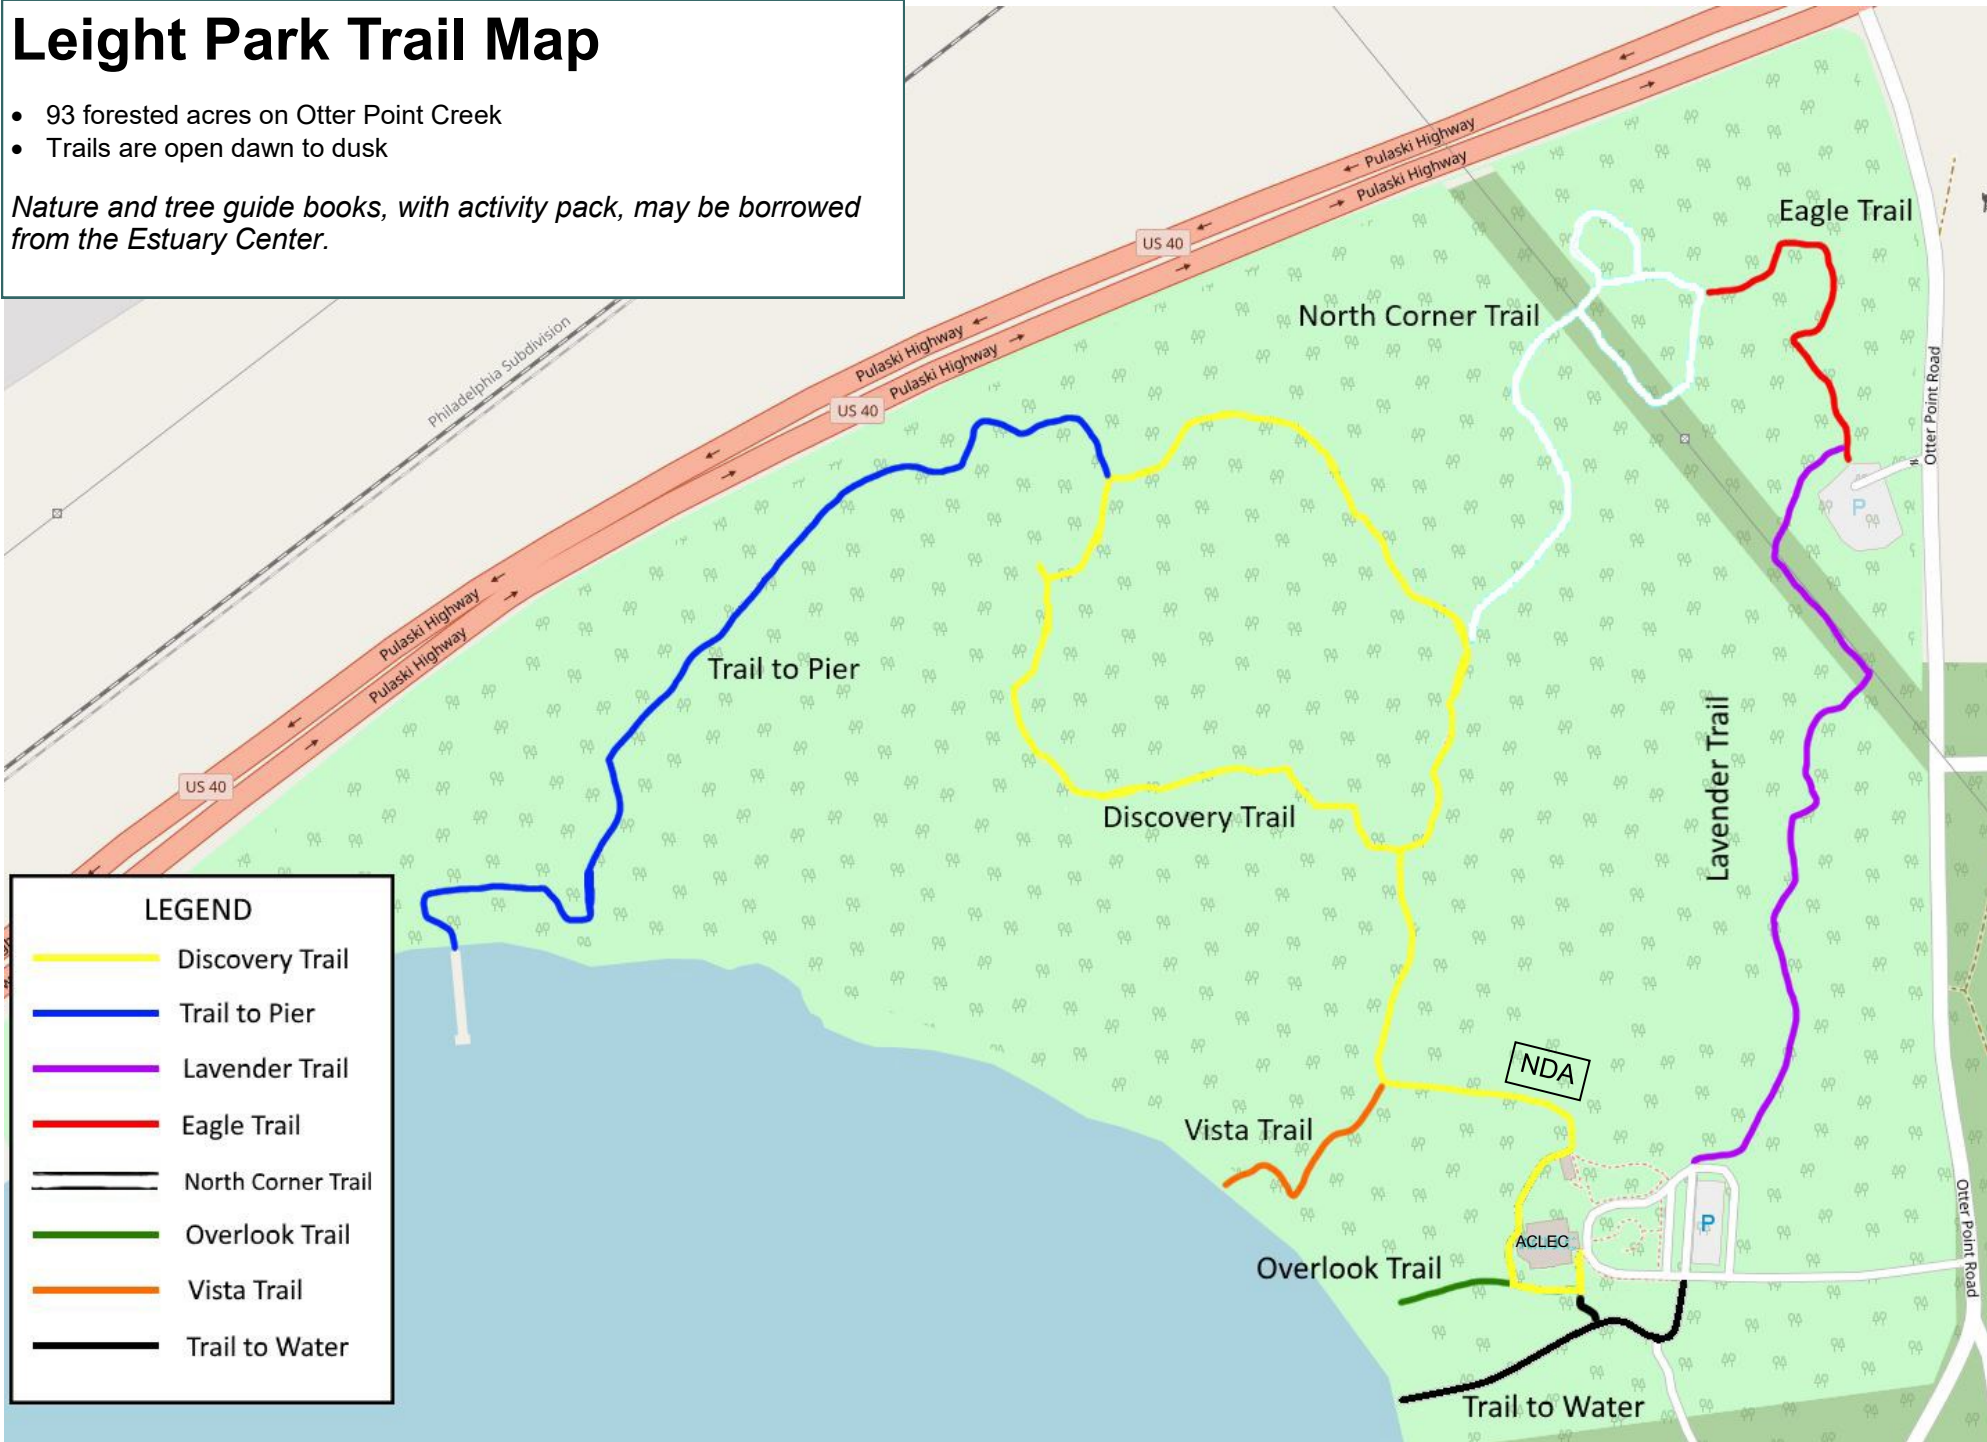 Leight Park Trail Map
• 93 forested acres on Otter Point Creek
• Trails are open dawn to dusk
Nature and tree guide books, with activity pack, may be borrowed
from the Estuary Center.
Pulaski Highway
Pulaski Highway
US 40
Eagle Trail
North Corner Trail
Philadelphia Subdivision
Pulaski Highway
Pulaski Highway
US 40
Otter Point Road
P
Pulaski Highway
Pulaski Highway
Trail to Pier
US 40
Lavender Trail
Discovery Trail
LEGEND
Discovery Trail
Trail to Pier
Lavender Trail
Eagle Trail
North Corner Trail
Overlook Trail
Vista Trail
Trail to Water
NDA
Vista Trail
P
ACLEC
Otter Point Road
Overlook Trail
Trail to Water